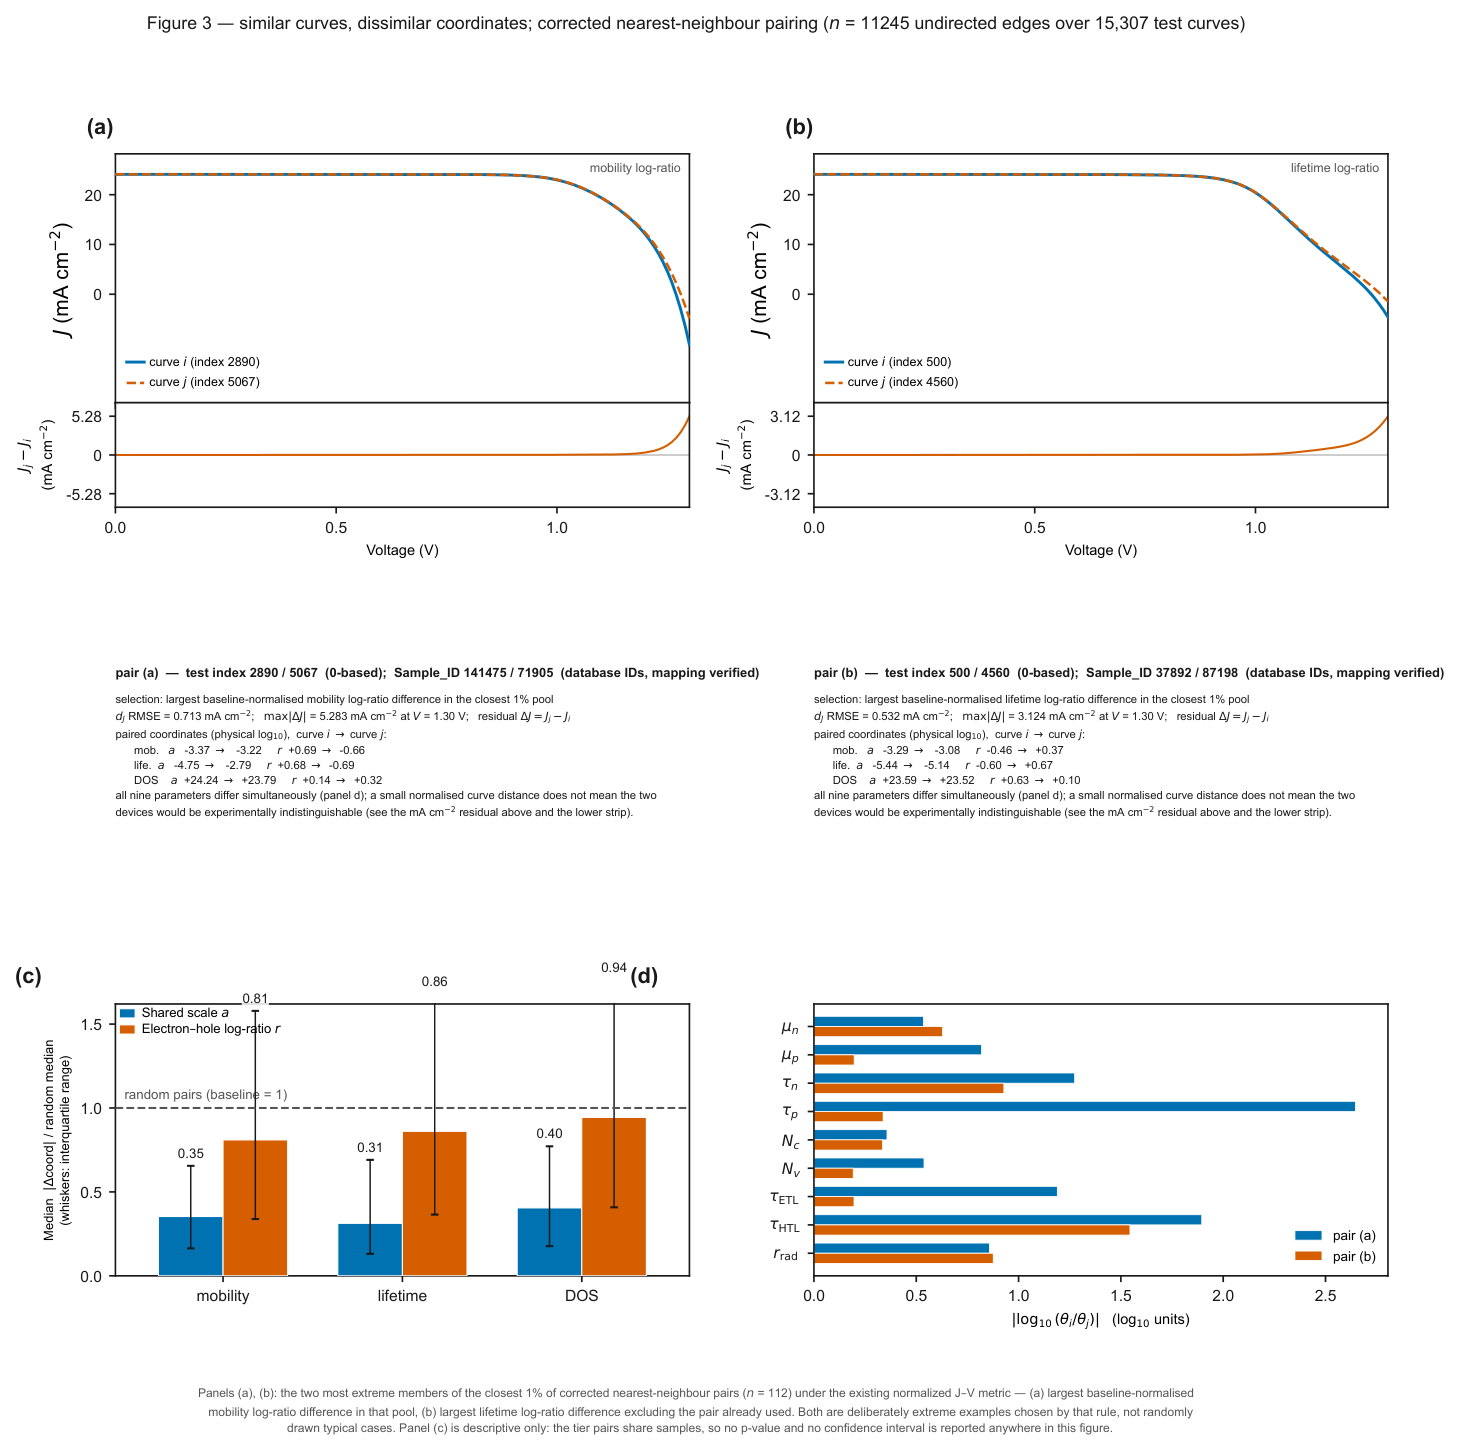 Figure 3 — similar curves, dissimilar coordinates; corrected nearest-neighbour pairing (n = 11245 undirected edges over 15,307 test curves)
(a)
mobility log-ratio
J (mA cm⁻²)
20
10
0
curve i (index 2890)
curve j (index 5067)
Jⱼ − Jᵢ
(mA cm⁻²)
5.28
0
-5.28
0.0 0.5 1.0
Voltage (V)
(b)
lifetime log-ratio
J (mA cm⁻²)
20
10
0
curve i (index 500)
curve j (index 4560)
Jⱼ − Jᵢ
(mA cm⁻²)
3.12
0
-3.12
0.0 0.5 1.0
Voltage (V)
pair (a) — test index 2890 / 5067 (0-based); Sample_ID 141475 / 71905 (database IDs, mapping verified)
selection: largest baseline-normalised mobility log-ratio difference in the closest 1% pool
d_J RMSE = 0.713 mA cm⁻²; max|ΔJ| = 5.283 mA cm⁻² at V = 1.30 V; residual ΔJ = Jⱼ − Jᵢ
paired coordinates (physical log₁₀), curve i → curve j:
mob. a -3.37 → -3.22 r +0.69 → -0.66
life. a -4.75 → -2.79 r +0.68 → -0.69
DOS a +24.24 → +23.79 r +0.14 → +0.32
all nine parameters differ simultaneously (panel d); a small normalised curve distance does not mean the two
devices would be experimentally indistinguishable (see the mA cm⁻² residual above and the lower strip).
pair (b) — test index 500 / 4560 (0-based); Sample_ID 37892 / 87198 (database IDs, mapping verified)
selection: largest baseline-normalised lifetime log-ratio difference in the closest 1% pool
d_J RMSE = 0.532 mA cm⁻²; max|ΔJ| = 3.124 mA cm⁻² at V = 1.30 V; residual ΔJ = Jⱼ − Jᵢ
paired coordinates (physical log₁₀), curve i → curve j:
mob. a -3.29 → -3.08 r -0.46 → +0.37
life. a -5.44 → -5.14 r -0.60 → +0.67
DOS a +23.59 → +23.52 r +0.63 → +0.10
all nine parameters differ simultaneously (panel d); a small normalised curve distance does not mean the two
devices would be experimentally indistinguishable (see the mA cm⁻² residual above and the lower strip).
(c)
Median |Δcoord| / random median
(whiskers: interquartile range)
1.5
1.0
0.5
0.0
Shared scale a
Electron–hole log-ratio r
random pairs (baseline = 1)
0.35
0.81
0.31
0.86
0.40
0.94
mobility lifetime DOS
(d)
μₙ
μₚ
τₙ
τₚ
N_c
N_v
τ_ETL
τ_HTL
r_rad
pair (a)
pair (b)
0.0 0.5 1.0 1.5 2.0 2.5
|log₁₀ (θᵢ/θⱼ)| (log₁₀ units)
Panels (a), (b): the two most extreme members of the closest 1% of corrected nearest-neighbour pairs (n = 112) under the existing normalized J–V metric — (a) largest baseline-normalised
mobility log-ratio difference in that pool, (b) largest lifetime log-ratio difference excluding the pair already used. Both are deliberately extreme examples chosen by that rule, not randomly
drawn typical cases. Panel (c) is descriptive only: the tier pairs share samples, so no p-value and no confidence interval is reported anywhere in this figure.